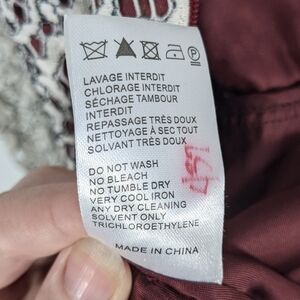 P
LAVAGE INTERDIT
CHLORAGE INTERDIT
SÉCHAGE TAMBOUR
INTERDIT
REPASSAGE TRÈS DOUX
NETTOYAGE À SEC TOUT
SOLVANT TRÈS DOUX
DO NOT WASH
NO BLEACH
NO TUMBLE DRY
VERY COOL IRON
ANY DRY CLEANING
SOLVENT ONLY
TRICHLOROETHYLENE
MADE IN CHINA